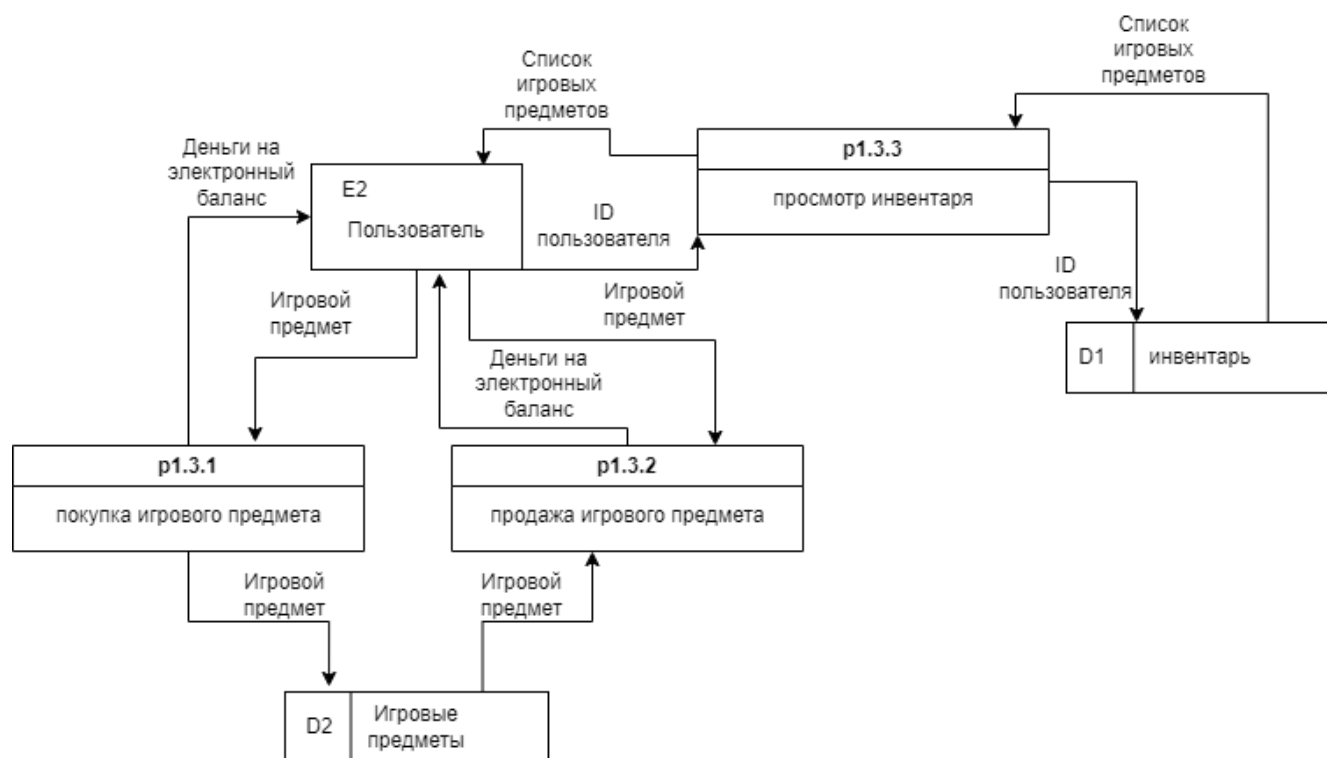 Список
игровых
предметов
Список
игровых
предметов
Деньги на
электронный
баланс
p1.3.3
просмотр инвентаря
E2
Пользователь
ID
пользователя
ID
пользователя
Игровой
предмет
Игровой
предмет
D1
инвентарь
Деньги на
электронный
баланс
p1.3.1
покупка игрового предмета
p1.3.2
продажа игрового предмета
Игровой
предмет
Игровой
предмет
D2
Игровые
предметы